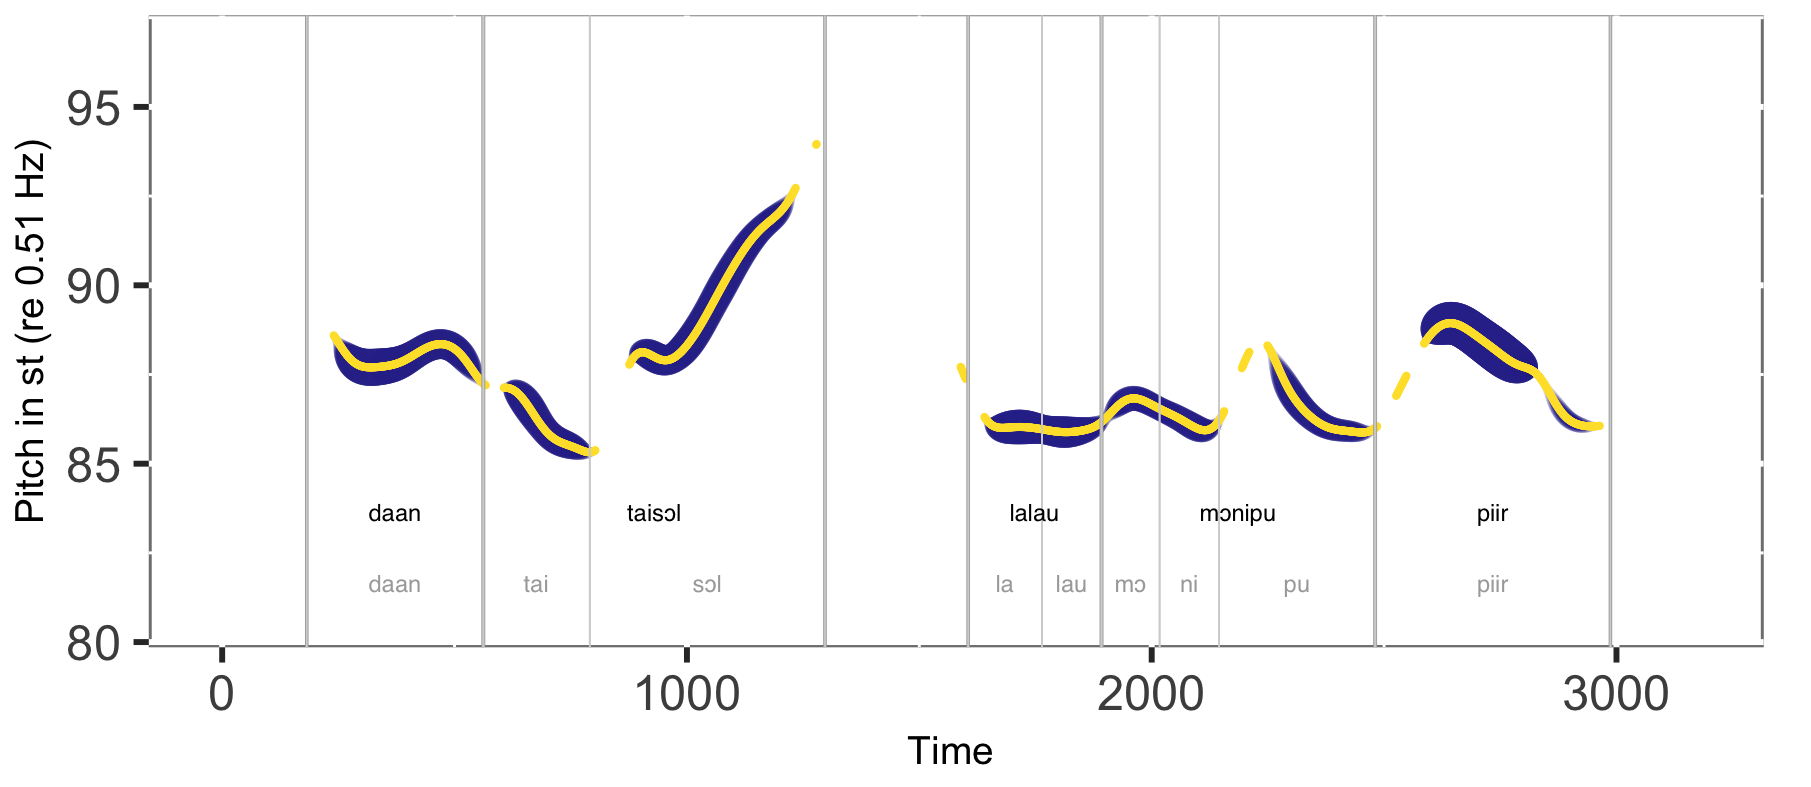 Pitch in st (re 0.51 Hz)
95
90
85
80
daan taisɔl lalau mɔnipu piir
daan tai sɔl la lau mɔ ni pu piir
0 1000 2000 3000
Time